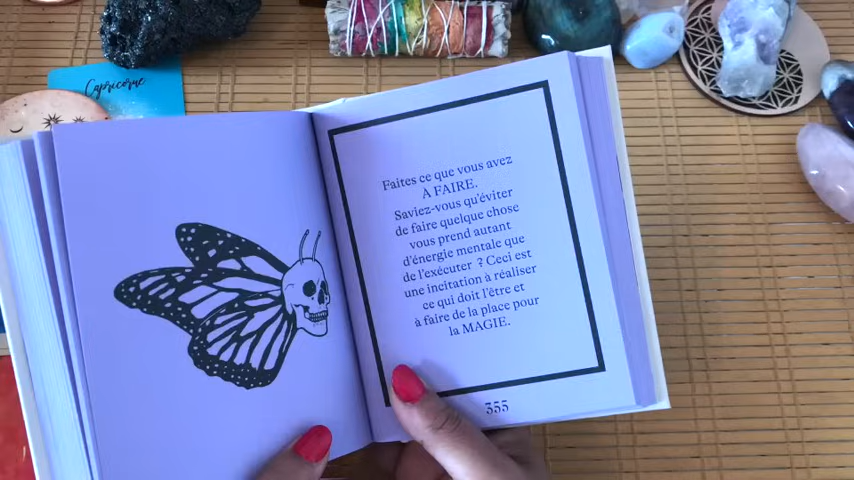 Capricorne
Faites ce que vous avez
À FAIRE.
Saviez-vous qu'éviter
de faire quelque chose
vous prend autant
d'énergie mentale que
de l'exécuter ? Ceci est
une incitation à réaliser
ce qui doit l'être et
à faire de la place pour
la MAGIE.
355